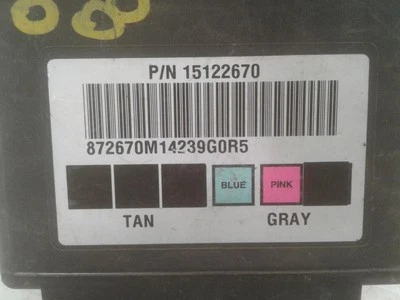 P/N 15122670
872670M14239G0R5
BLUE PINK
TAN GRAY